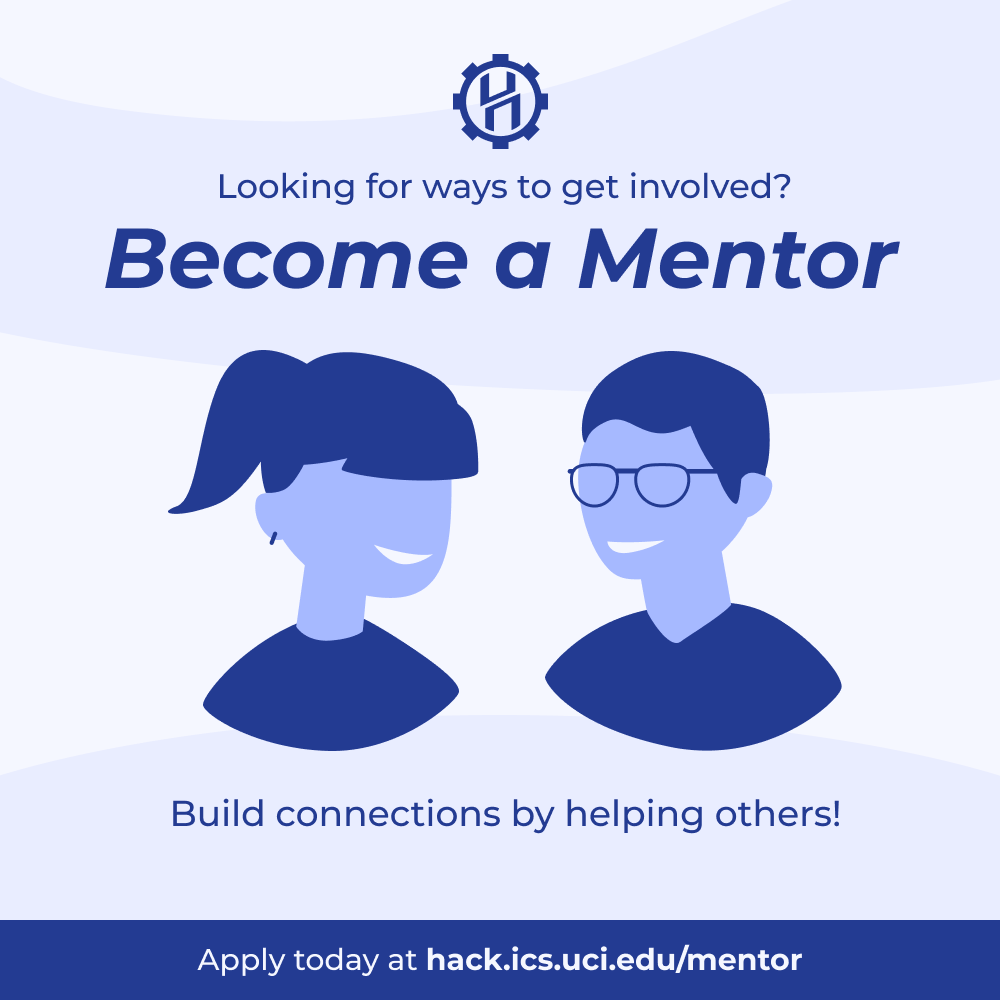 Looking for ways to get involved?
Become a Mentor
Build connections by helping others!
Apply today at hack.ics.uci.edu/mentor